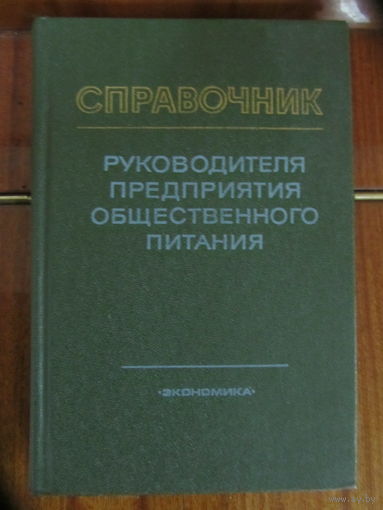 СПРАВОЧНИК
РУКОВОДИТЕЛЯ
ПРЕДПРИЯТИЯ
ОБЩЕСТВЕННОГО
ПИТАНИЯ
·ЭКОНОМИКА·